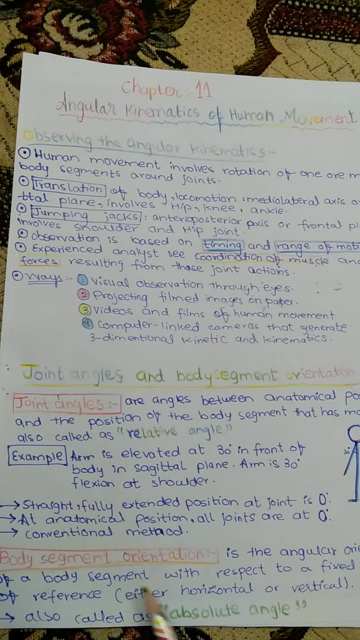 Chapter :- 11
Angular Kinematics of Human Movement
Observing the angular kinematics:-
Human movement involves rotation of one ore m
body segments around joints.
Translation of body, locomotion: mediolateral axis o
ttal plane, involves Hip, knee, ankle.
Jumping jacks: anterioposterior axis or frontal p
involves shoulder and Hip joint.
observation is based on timing and range of mot
Experienced analyst see coordination of muscle an
forces resulting from those joint actions.
Ways:- 1 Visual observation through eyes.
2 Projecting filmed images on paper.
3 Videos and films of human movement
4 Computer-linked cameras that generate
3-dimentional kinetic and kinematics.
Joint angles and body segment orientation
Joint angles:- are angles between anatomical po
and the position of the body segment that has mo
also called as "relative angle"
Example Arm is elevated at 30° in front of
body in sagittal plane. Arm is 30°
flexion at shoulder.
→ Straight, fully extended position at joint is 0°.
→ At anatomical position, all joints are at 0°.
→ conventional method.
Body segment orientation:- is the angular orie
of a body segment with respect to a fixed
of reference (either horizontal or vertical).
→ also called as "absolute angle"